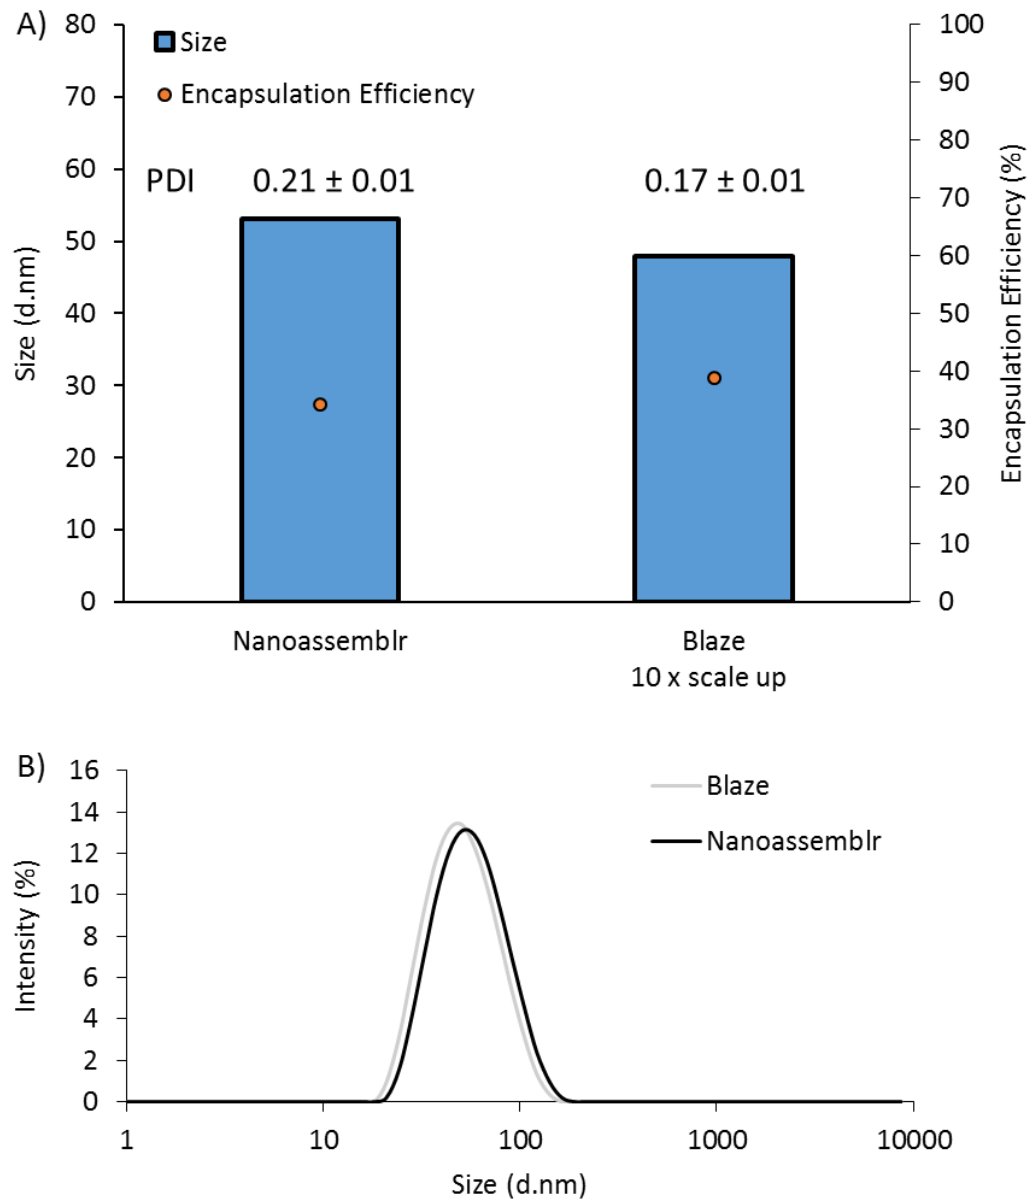 A)
Size
Encapsulation Efficiency
PDI 0.21 ± 0.01 0.17 ± 0.01
80
70
60
50
40
30
20
10
0
Size (d.nm)
100
90
80
70
60
50
40
30
20
10
0
Encapsulation Efficiency (%)
Nanoassemblr Blaze
10 x scale up
B)
Blaze
Nanoassemblr
16
14
12
10
8
6
4
2
0
Intensity (%)
1 10 100 1000 10000
Size (d.nm)